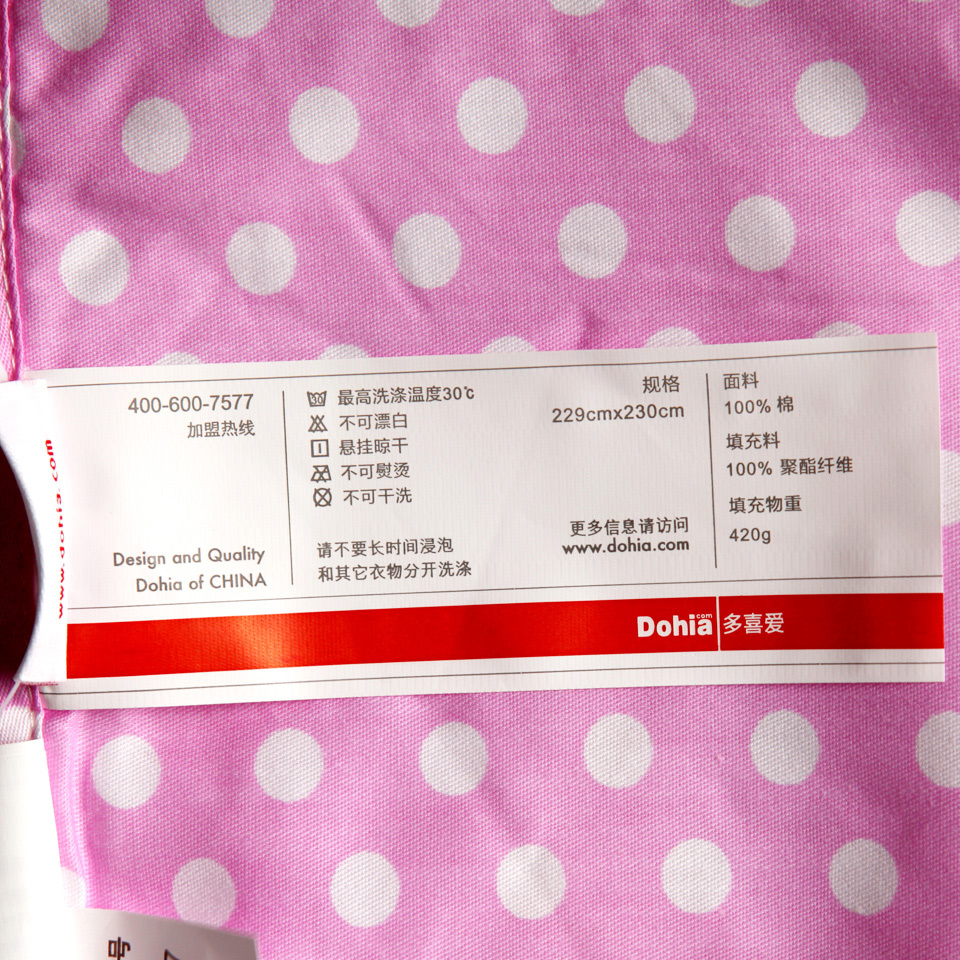 400-600-7577
加盟热线
Design and Quality
Dohia of CHINA
最高洗涤温度30℃
不可漂白
悬挂晾干
不可熨烫
不可干洗
请不要长时间浸泡
和其它衣物分开洗涤
规格
229cmx230cm
更多信息请访问
www.dohia.com
面料
100% 棉
填充料
100% 聚酯纤维
填充物重
420g
Dohia.com 多喜爱
www.dohia.com
号